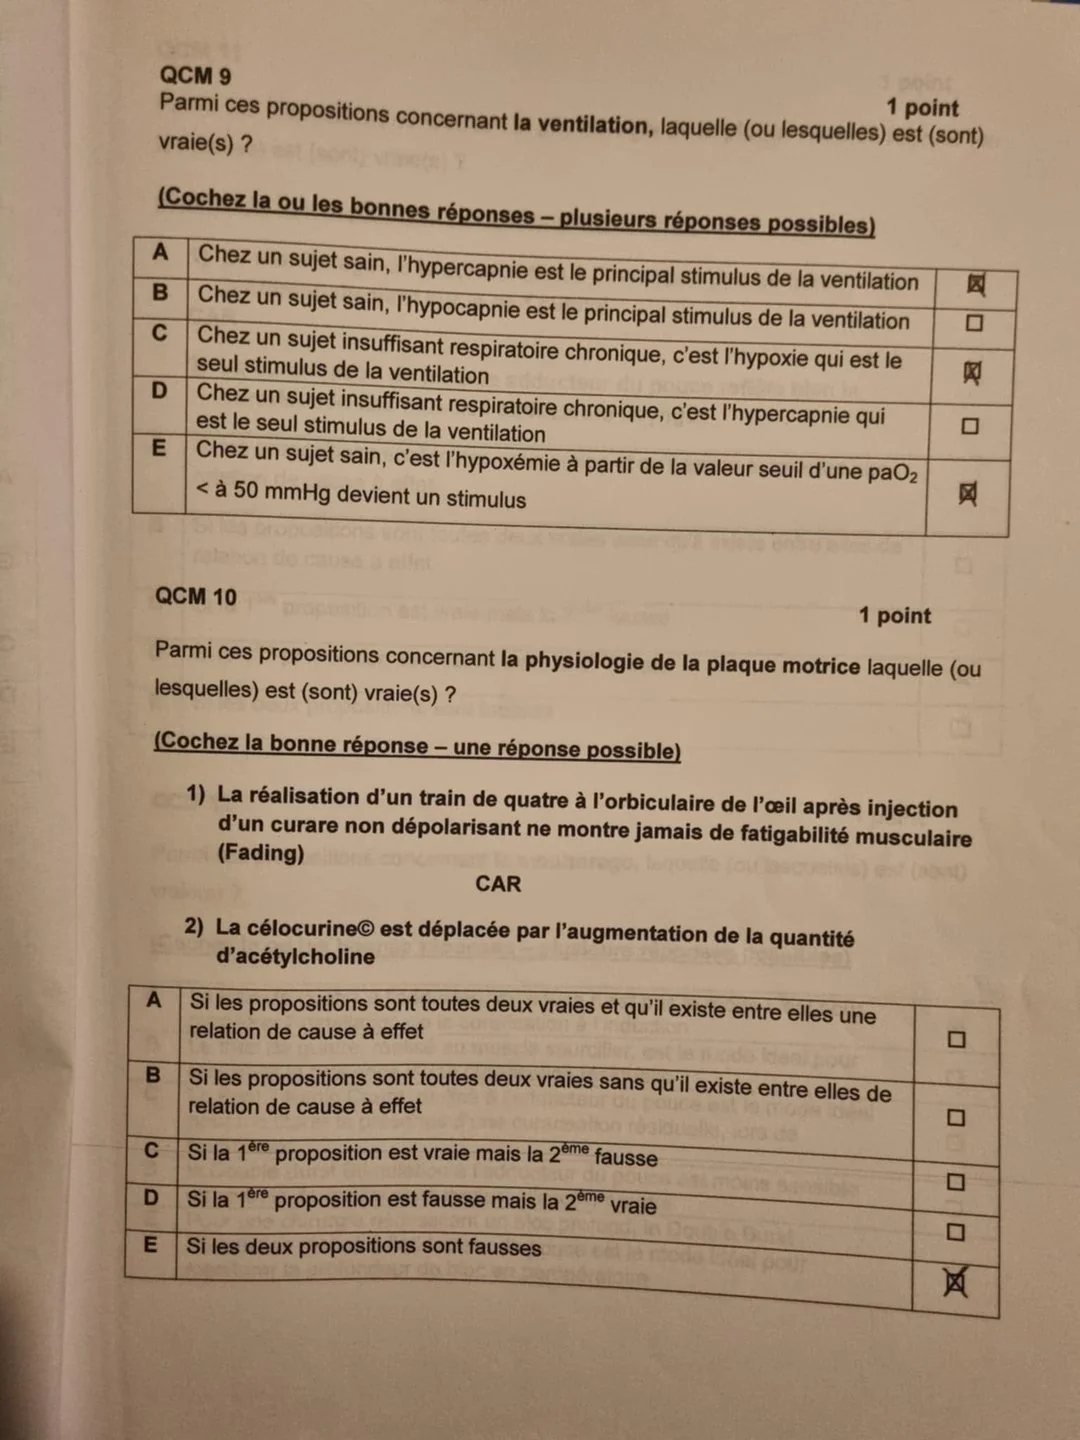 QCM 9
1 point
Parmi ces propositions concernant la ventilation, laquelle (ou lesquelles) est (sont)
vraie(s) ?
(Cochez la ou les bonnes réponses – plusieurs réponses possibles)
A Chez un sujet sain, l'hypercapnie est le principal stimulus de la ventilation ☒
B Chez un sujet sain, l'hypocapnie est le principal stimulus de la ventilation ☐
C Chez un sujet insuffisant respiratoire chronique, c'est l'hypoxie qui est le
seul stimulus de la ventilation ☒
D Chez un sujet insuffisant respiratoire chronique, c'est l'hypercapnie qui
est le seul stimulus de la ventilation ☐
E Chez un sujet sain, c'est l'hypoxémie à partir de la valeur seuil d'une paO₂
< à 50 mmHg devient un stimulus ☒
QCM 10
1 point
Parmi ces propositions concernant la physiologie de la plaque motrice laquelle (ou
lesquelles) est (sont) vraie(s) ?
(Cochez la bonne réponse – une réponse possible)
1) La réalisation d'un train de quatre à l'orbiculaire de l'œil après injection
d'un curare non dépolarisant ne montre jamais de fatigabilité musculaire
(Fading)
CAR
2) La célocurine© est déplacée par l'augmentation de la quantité
d'acétylcholine
A Si les propositions sont toutes deux vraies et qu'il existe entre elles une
relation de cause à effet ☐
B Si les propositions sont toutes deux vraies sans qu'il existe entre elles de
relation de cause à effet ☐
C Si la 1ère proposition est vraie mais la 2ème fausse ☐
D Si la 1ère proposition est fausse mais la 2ème vraie ☐
E Si les deux propositions sont fausses ☒